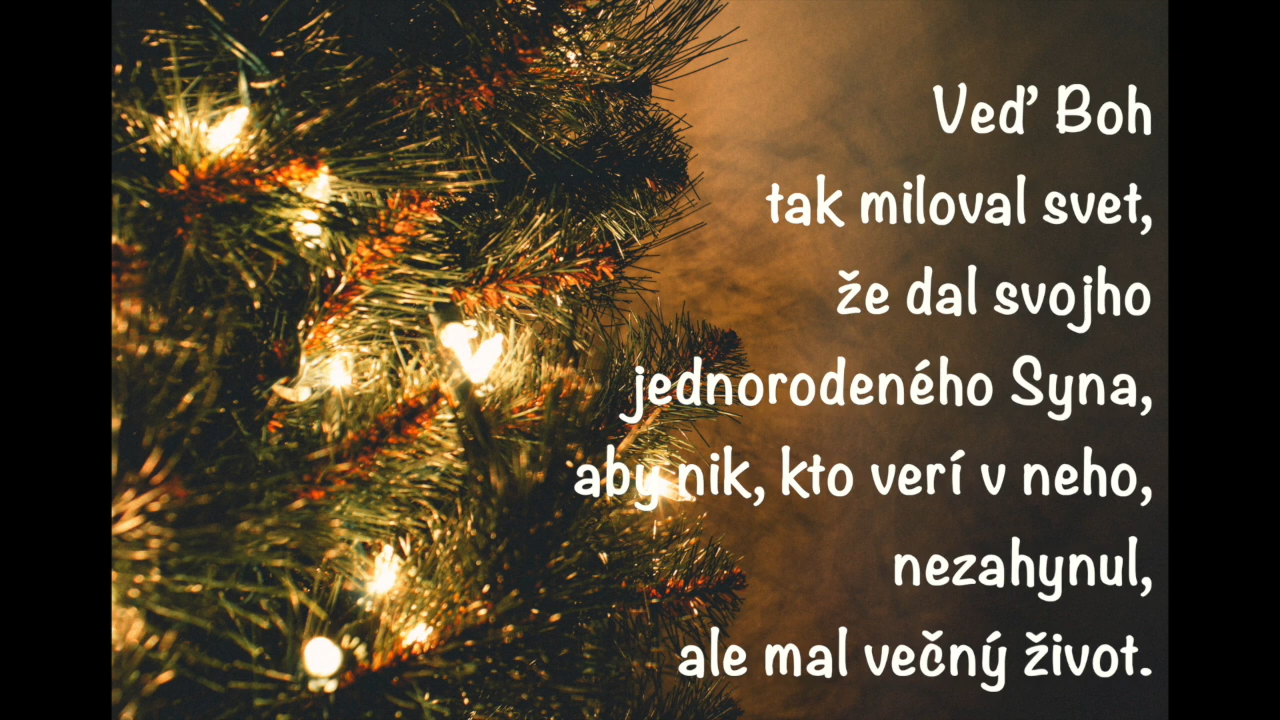 Veď Boh
tak miloval svet,
že dal svojho
jednorodeného Syna,
aby nik, kto verí v neho,
nezahynul,
ale mal večný život.